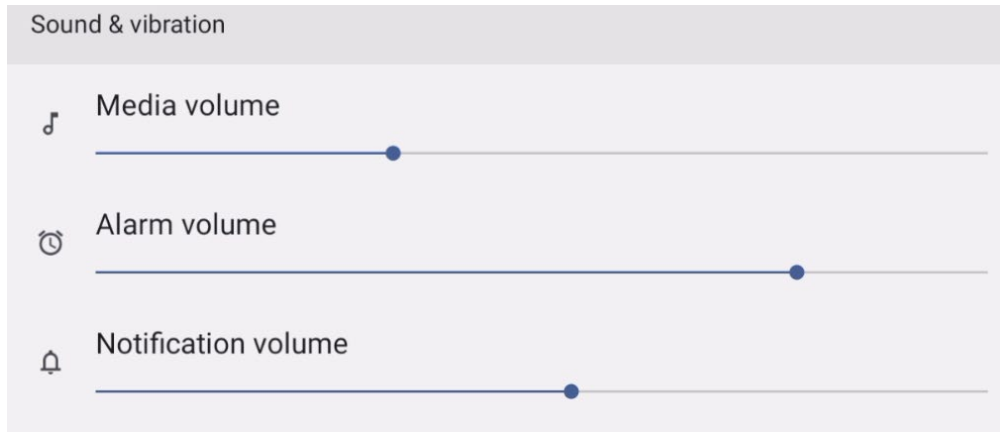 Sound & vibration
Media volume
Alarm volume
Notification volume